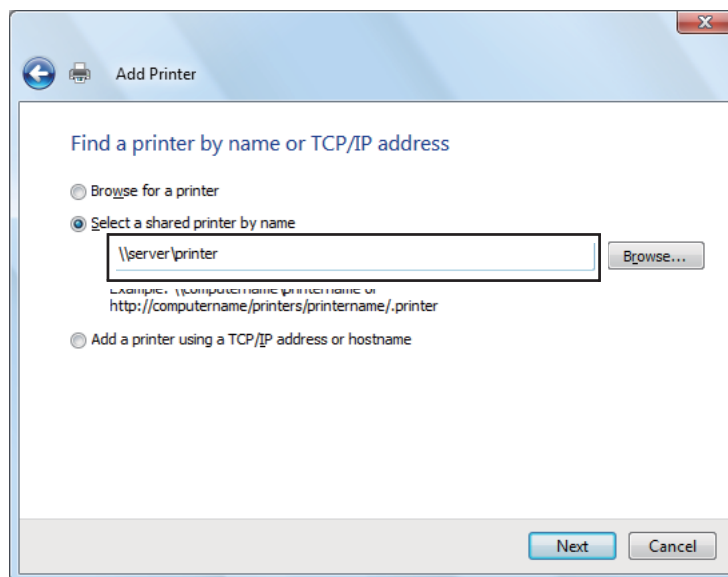 Add Printer
Find a printer by name or TCP/IP address
Browse for a printer
Select a shared printer by name
\\server\printer
Browse...
Example: \\computername\printername or
http://computername/printers/printername/.printer
Add a printer using a TCP/IP address or hostname
Next
Cancel